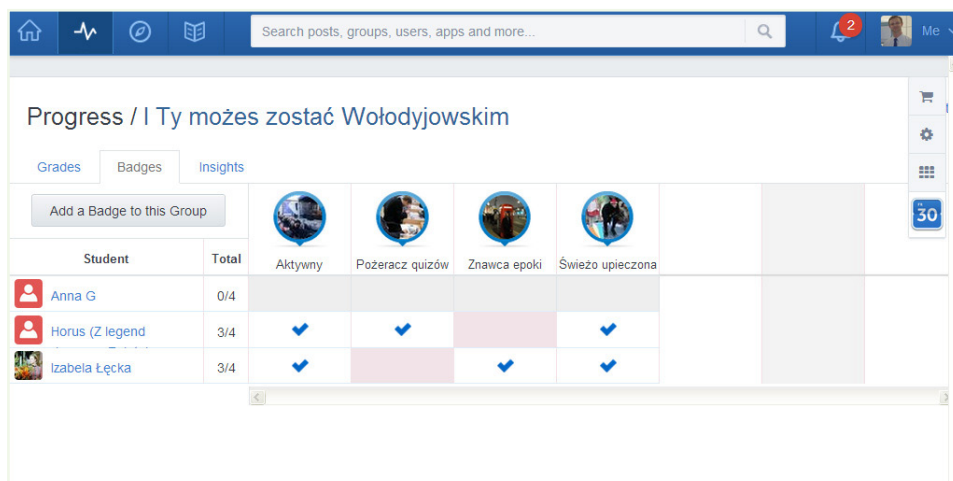 Search posts, groups, users, apps and more...
2
Me
Progress / I Ty możes zostać Wołodyjowskim
Grades Badges Insights
Add a Badge to this Group
30
Student Total Aktywny Pożeracz quizów Znawca epoki Świeżo upieczona
Anna G 0/4
Horus (Z legend 3/4
Izabela Łęcka 3/4